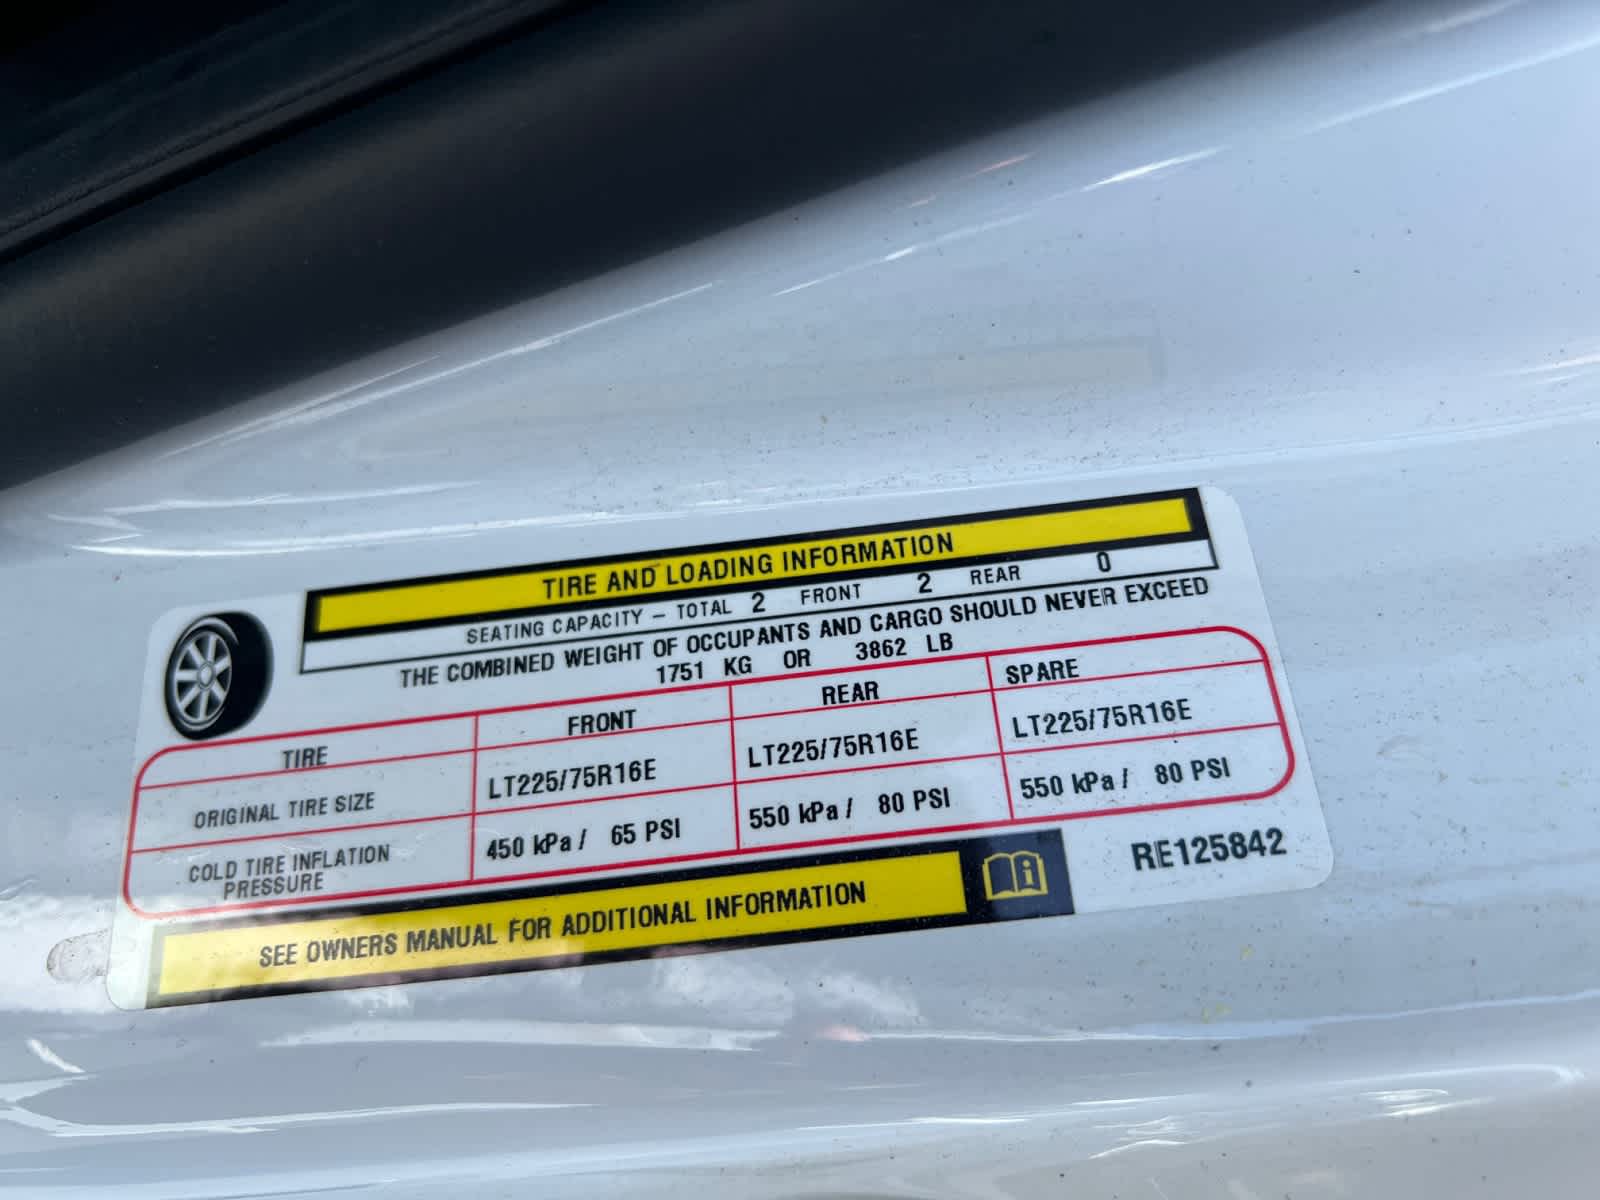 TIRE AND LOADING INFORMATION
SEATING CAPACITY – TOTAL 2 FRONT 2 REAR 0
THE COMBINED WEIGHT OF OCCUPANTS AND CARGO SHOULD NEVER EXCEED
1751 KG OR 3862 LB
TIRE FRONT REAR SPARE
ORIGINAL TIRE SIZE LT225/75R16E LT225/75R16E LT225/75R16E
COLD TIRE INFLATION
PRESSURE 450 kPa / 65 PSI 550 kPa / 80 PSI 550 kPa / 80 PSI
SEE OWNERS MANUAL FOR ADDITIONAL INFORMATION
RE125842